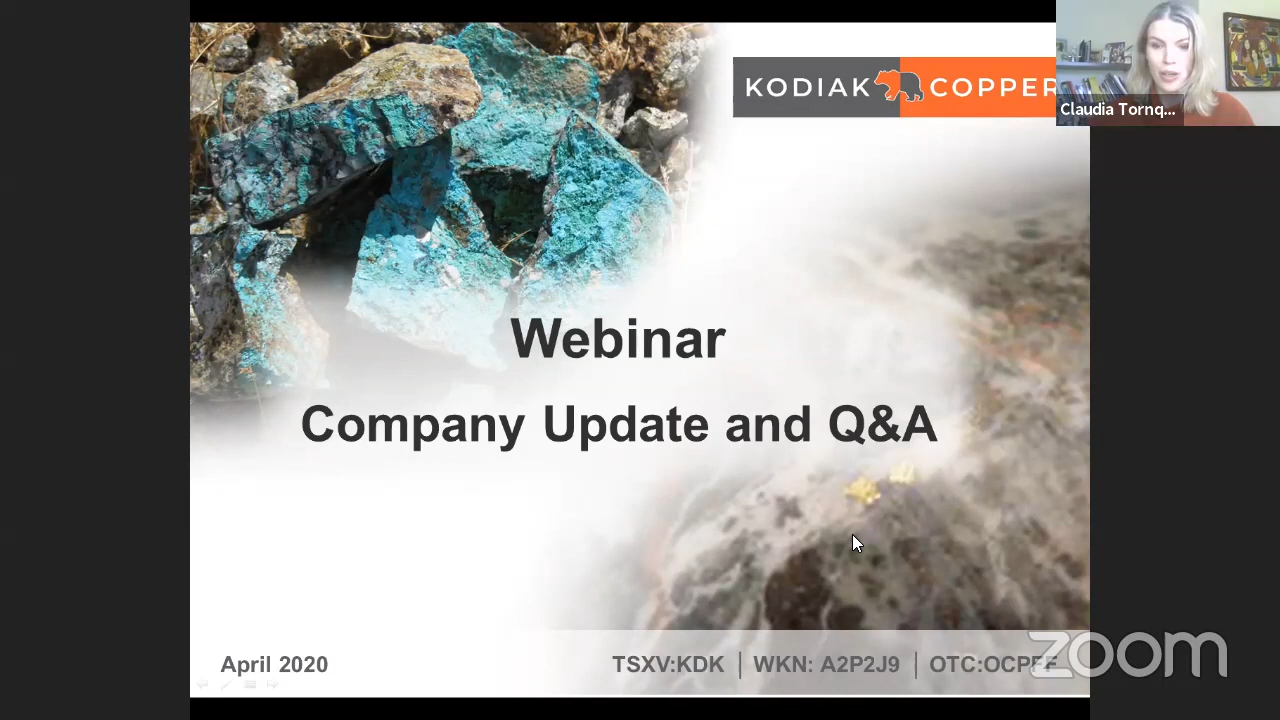 KODIAK COPPER
Claudia Tornq...
Webinar
Company Update and Q&A
April 2020
TSXV:KDK | WKN: A2P2J9 | OTC:OCPFF
zoom